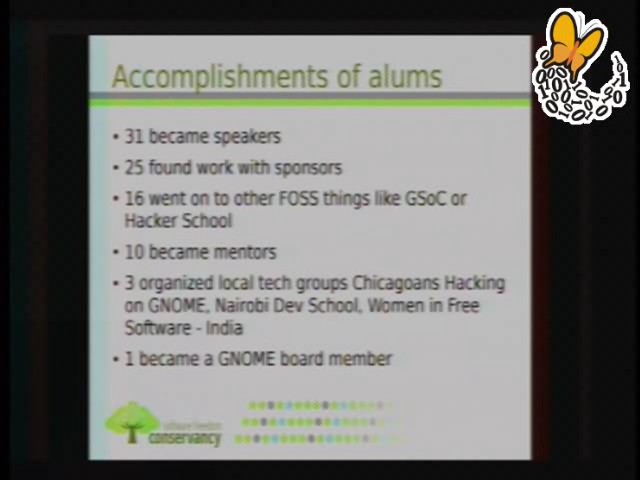 Accomplishments of alums
• 31 became speakers
• 25 found work with sponsors
• 16 went on to other FOSS things like GSoC or
Hacker School
• 10 became mentors
• 3 organized local tech groups Chicagoans Hacking
on GNOME, Nairobi Dev School, Women in Free
Software - India
• 1 became a GNOME board member
software freedom
conservancy